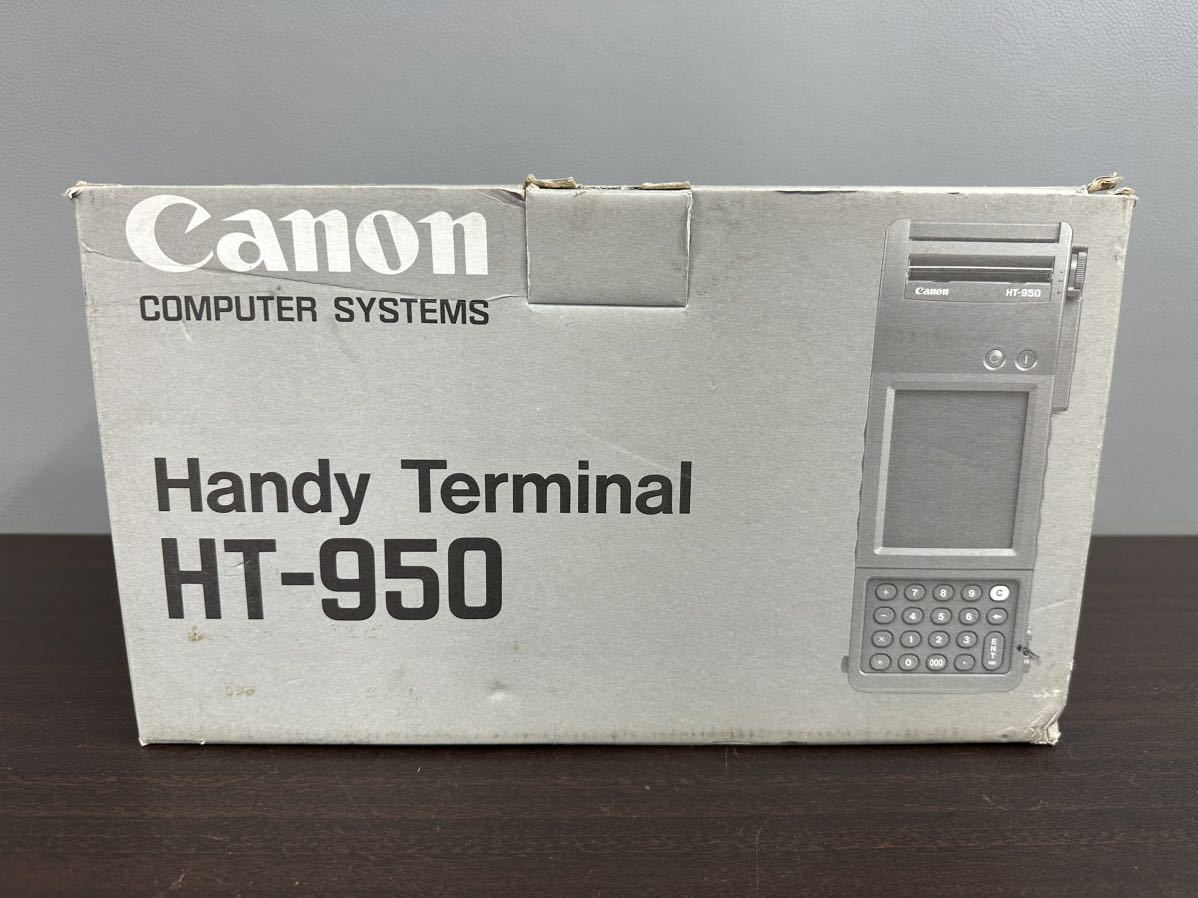 Canon
COMPUTER SYSTEMS
Handy Terminal
HT-950
Canon HT-950
+ 7 8 9 C
- 4 5 6 ←
× 1 2 3
÷ 0 000 . ENT =